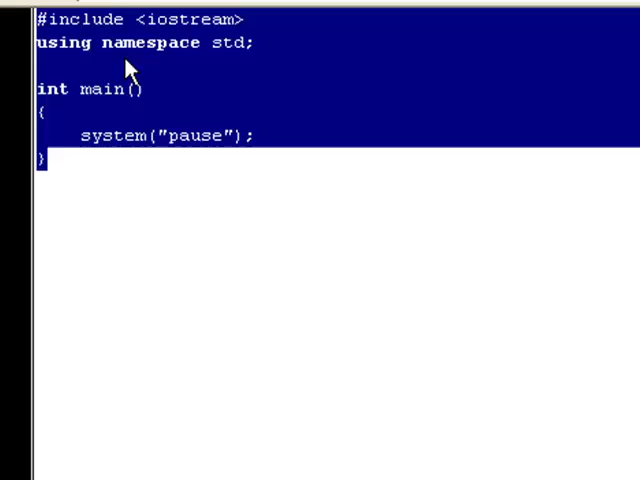 #include <iostream>
using namespace std;
int main()
{
system("pause");
}